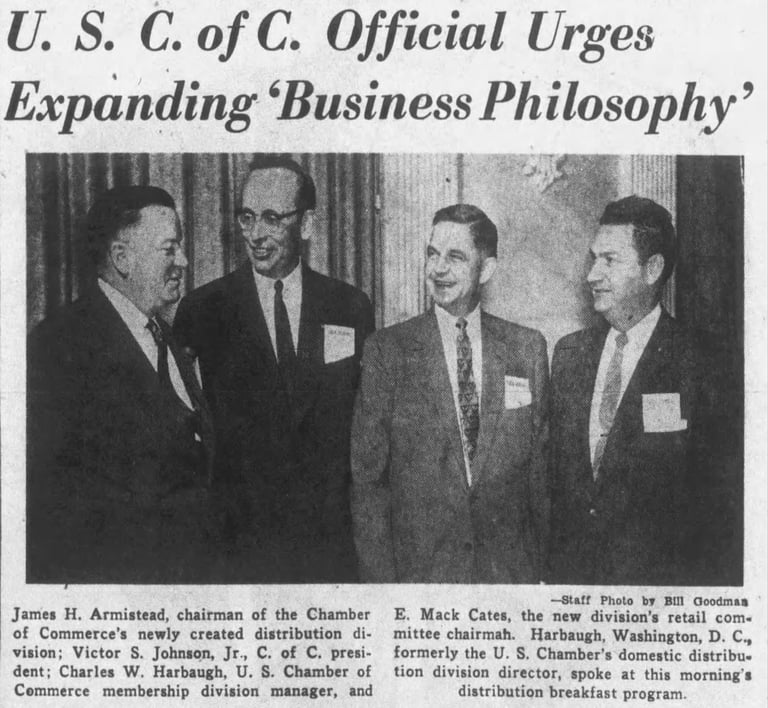 U. S. C. of C. Official Urges
Expanding ‘Business Philosophy’
—Staff Photo by Bill Goodman
James H. Armistead, chairman of the Chamber
of Commerce's newly created distribution di-
vision; Victor S. Johnson, Jr., C. of C. presi-
dent; Charles W. Harbaugh, U. S. Chamber of
Commerce membership division manager, and
E. Mack Cates, the new division's retail com-
mittee chairmah. Harbaugh, Washington, D. C.,
formerly the U. S. Chamber's domestic distribu-
tion division director, spoke at this morning's
distribution breakfast program.